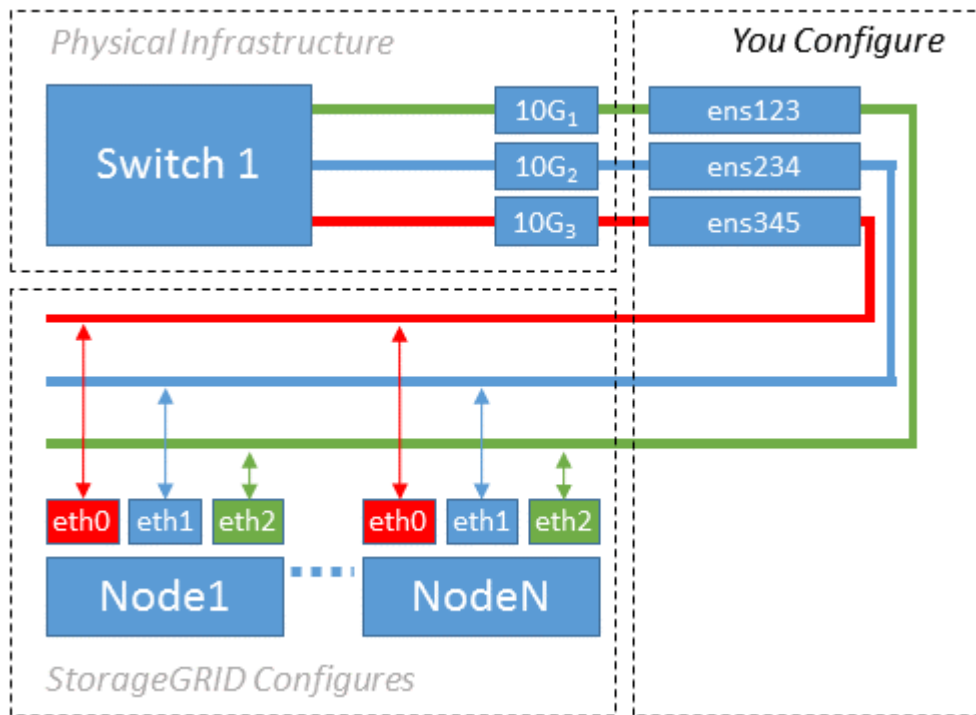 Physical Infrastructure
You Configure
Switch 1
10G₁
ens123
10G₂
ens234
10G₃
ens345
eth0
eth1
eth2
eth0
eth1
eth2
Node1
NodeN
StorageGRID Configures